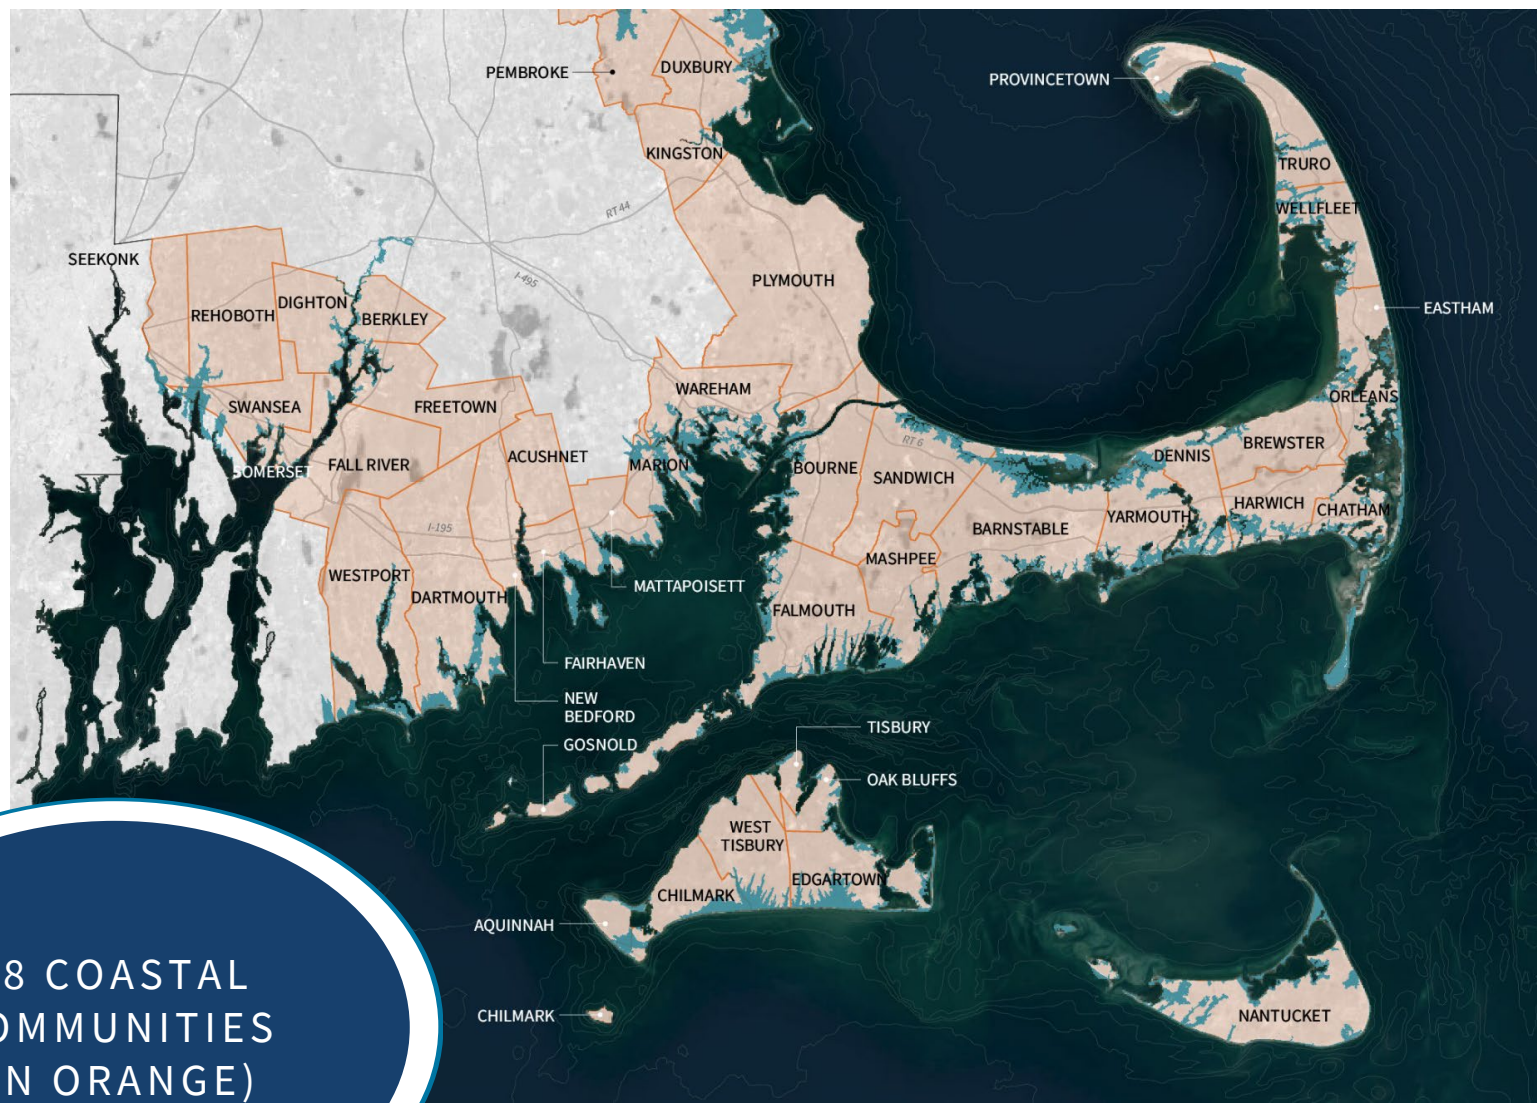 PEMBROKE
DUXBURY
PROVINCETOWN
KINGSTON
TRURO
WELLFLEET
RT 44
SEEKONK
I-495
PLYMOUTH
DIGHTON
REHOBOTH
BERKLEY
EASTHAM
WAREHAM
ORLEANS
SWANSEA
FREETOWN
RT 6
BREWSTER
DENNIS
ACUSHNET
SOMERSET
FALL RIVER
MARION
BOURNE
SANDWICH
HARWICH
CHATHAM
YARMOUTH
BARNSTABLE
I-195
MASHPEE
WESTPORT
MATTAPOISETT
DARTMOUTH
FALMOUTH
FAIRHAVEN
NEW
BEDFORD
GOSNOLD
TISBURY
OAK BLUFFS
WEST
TISBURY
EDGARTOWN
CHILMARK
AQUINNAH
CHILMARK
NANTUCKET
8 COASTAL
OMMUNITIES
N ORANGE)